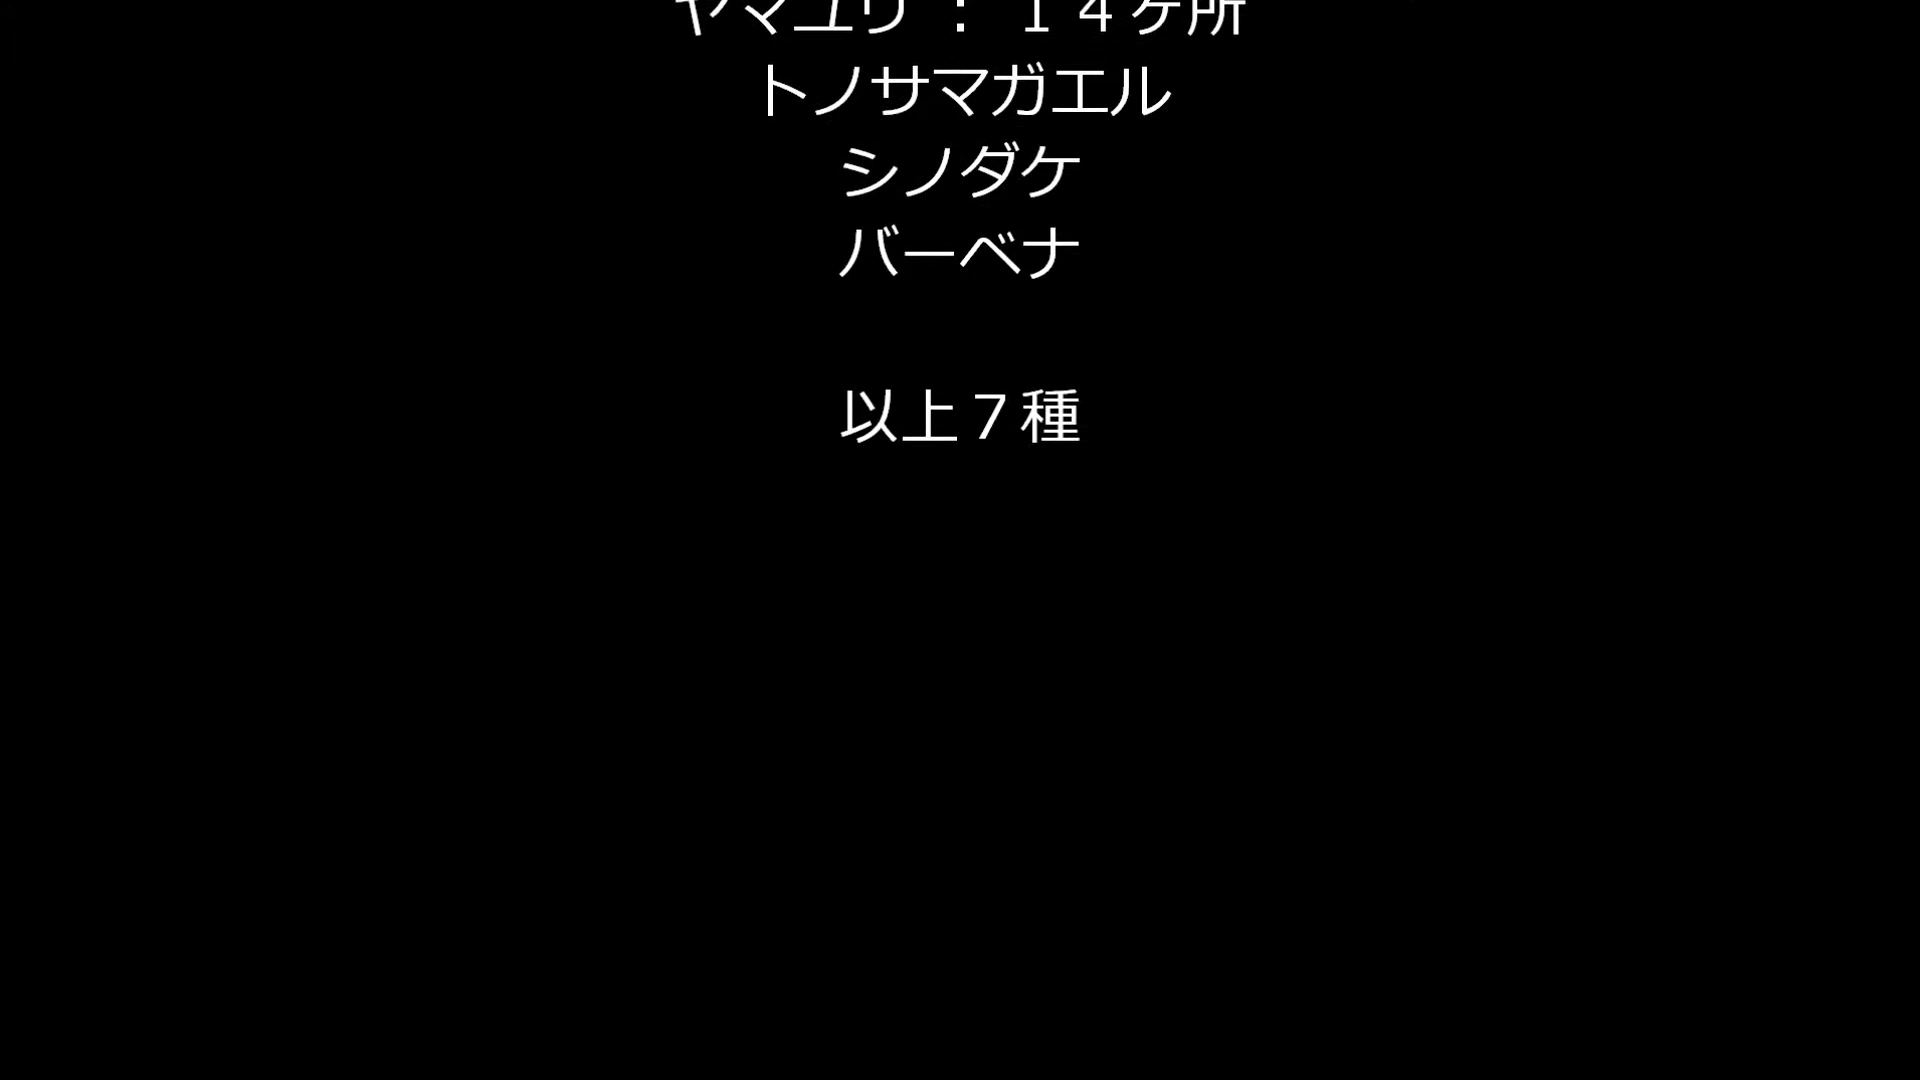 ヤマユリ ： １４ケ所
トノサマガエル
シノダケ
バーベナ
以上７種